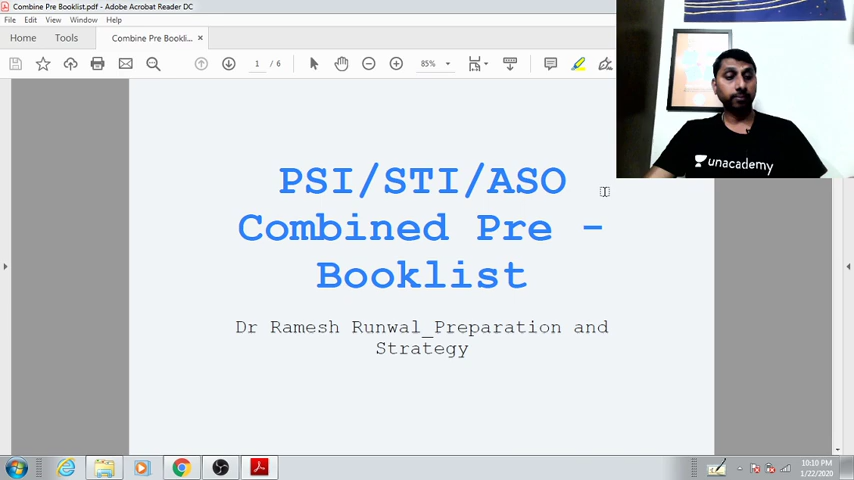 Combine Pre Booklist.pdf - Adobe Acrobat Reader DC
File Edit View Window Help
Home Tools Combine Pre Bookli... ×
1 / 6 85%
unacademy
PSI/STI/ASO
Combined Pre -
Booklist
Dr Ramesh Runwal_Preparation and
Strategy
10:10 PM
1/22/2020